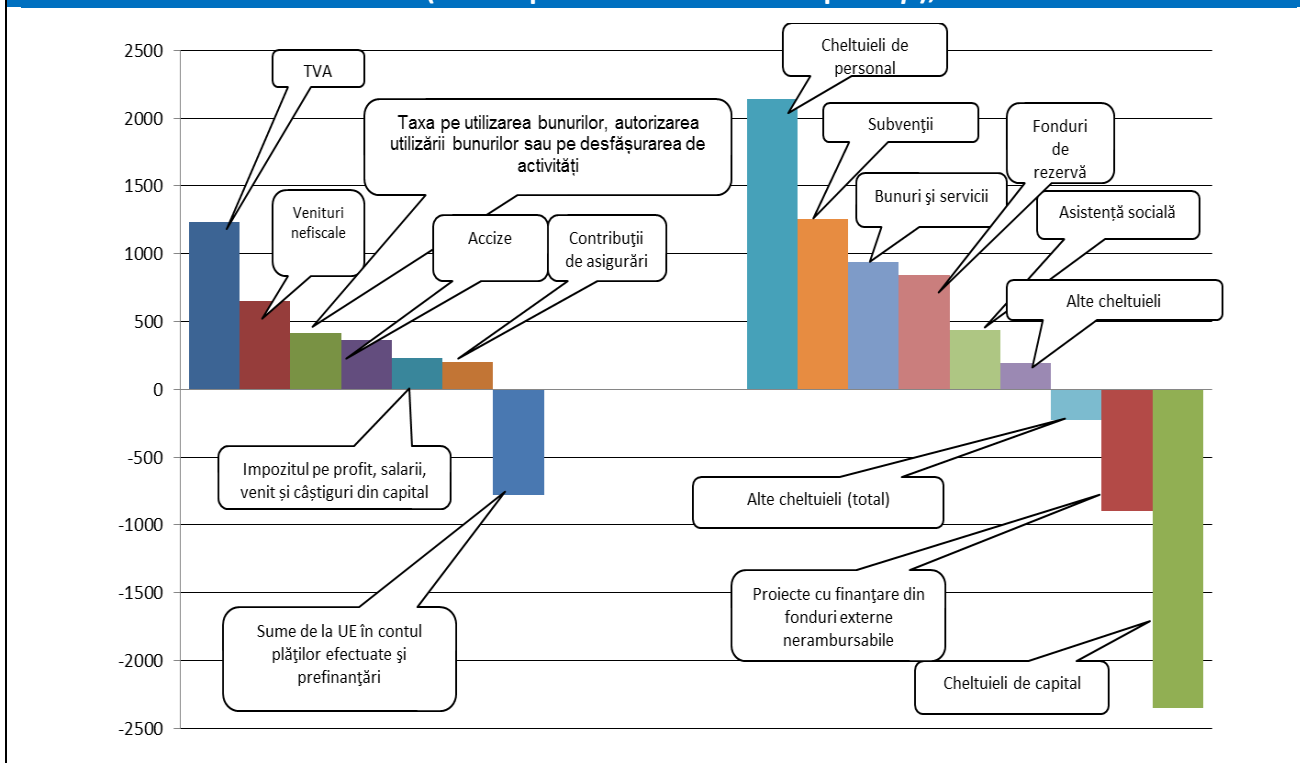 2500
2000
1500
1000
500
0
-500
-1000
-1500
-2000
-2500
TVA
Taxa pe utilizarea bunurilor, autorizarea
utilizării bunurilor sau pe desfășurarea de
activități
Venituri
nefiscale
Accize
Contribuţii
de asigurări
Impozitul pe profit, salarii,
venit și câștiguri din capital
Sume de la UE în contul
plăţilor efectuate şi
prefinanţări
Cheltuieli de
personal
Subvenţii
Fonduri
de
rezervă
Bunuri şi servicii
Asistență socială
Alte cheltuieli
Alte cheltuieli (total)
Proiecte cu finanţare din
fonduri externe
nerambursabile
Cheltuieli de capital